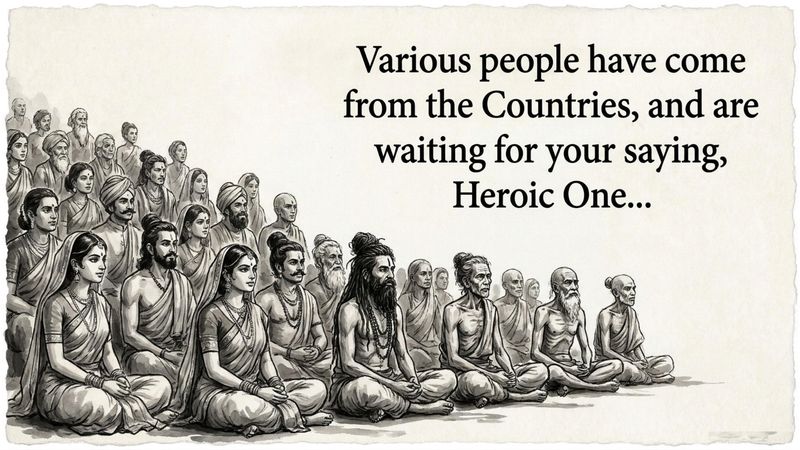 Various people have come
from the Countries, and are
waiting for your saying,
Heroic One...